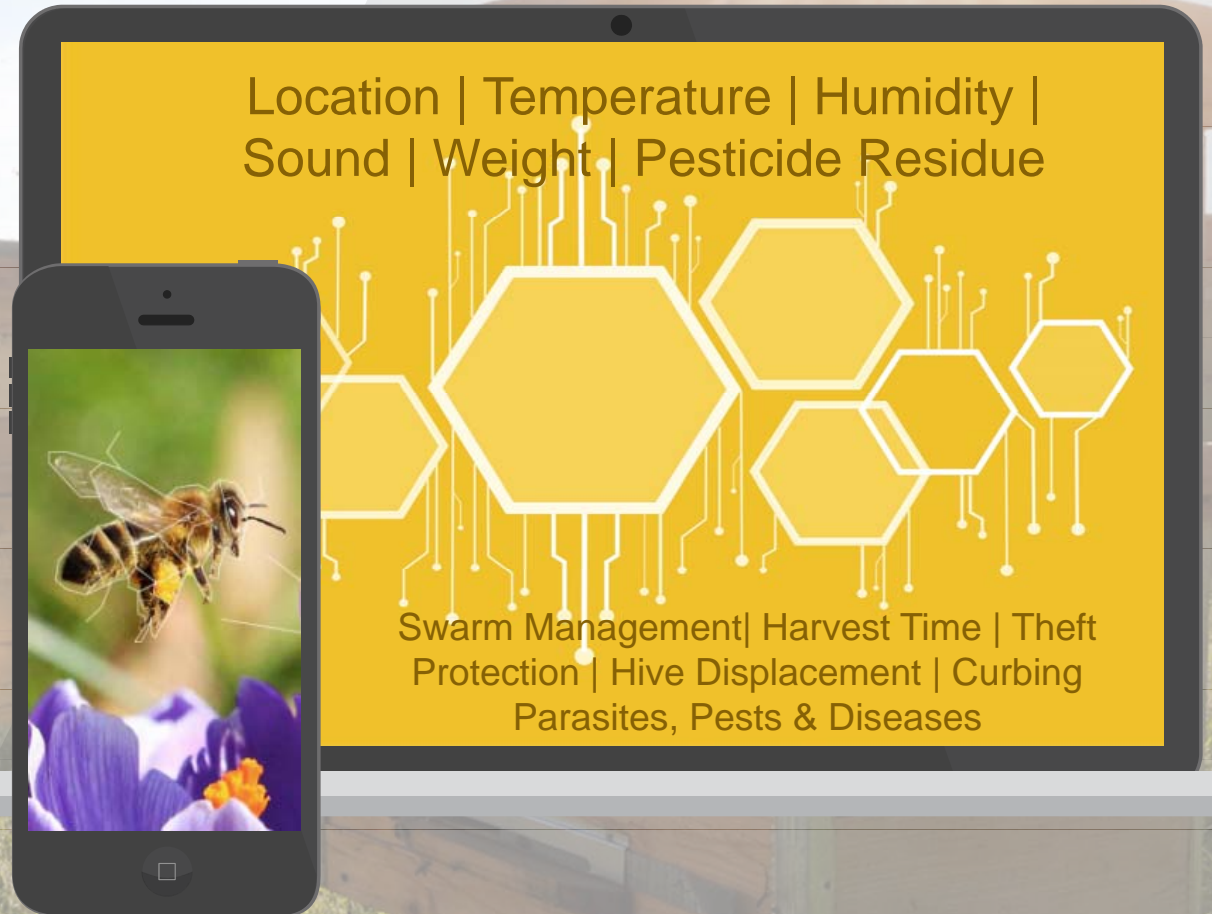 Location | Temperature | Humidity |
Sound | Weight | Pesticide Residue
Swarm Management| Harvest Time | Theft
Protection | Hive Displacement | Curbing
Parasites, Pests & Diseases